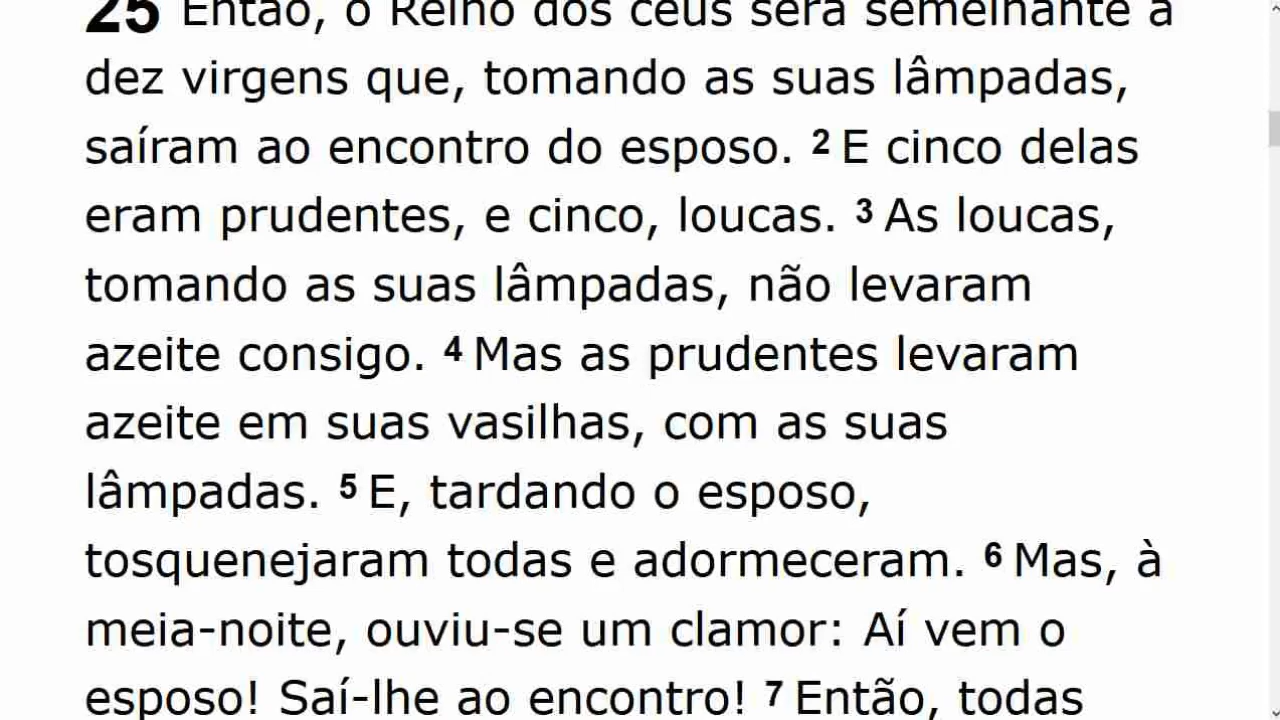 25 Então, o Reino dos céus será semelhante a
dez virgens que, tomando as suas lâmpadas,
saíram ao encontro do esposo. 2 E cinco delas
eram prudentes, e cinco, loucas. 3 As loucas,
tomando as suas lâmpadas, não levaram
azeite consigo. 4 Mas as prudentes levaram
azeite em suas vasilhas, com as suas
lâmpadas. 5 E, tardando o esposo,
tosquenejaram todas e adormeceram. 6 Mas, à
meia-noite, ouviu-se um clamor: Aí vem o
esposo! Saí-lhe ao encontro! 7 Então, todas